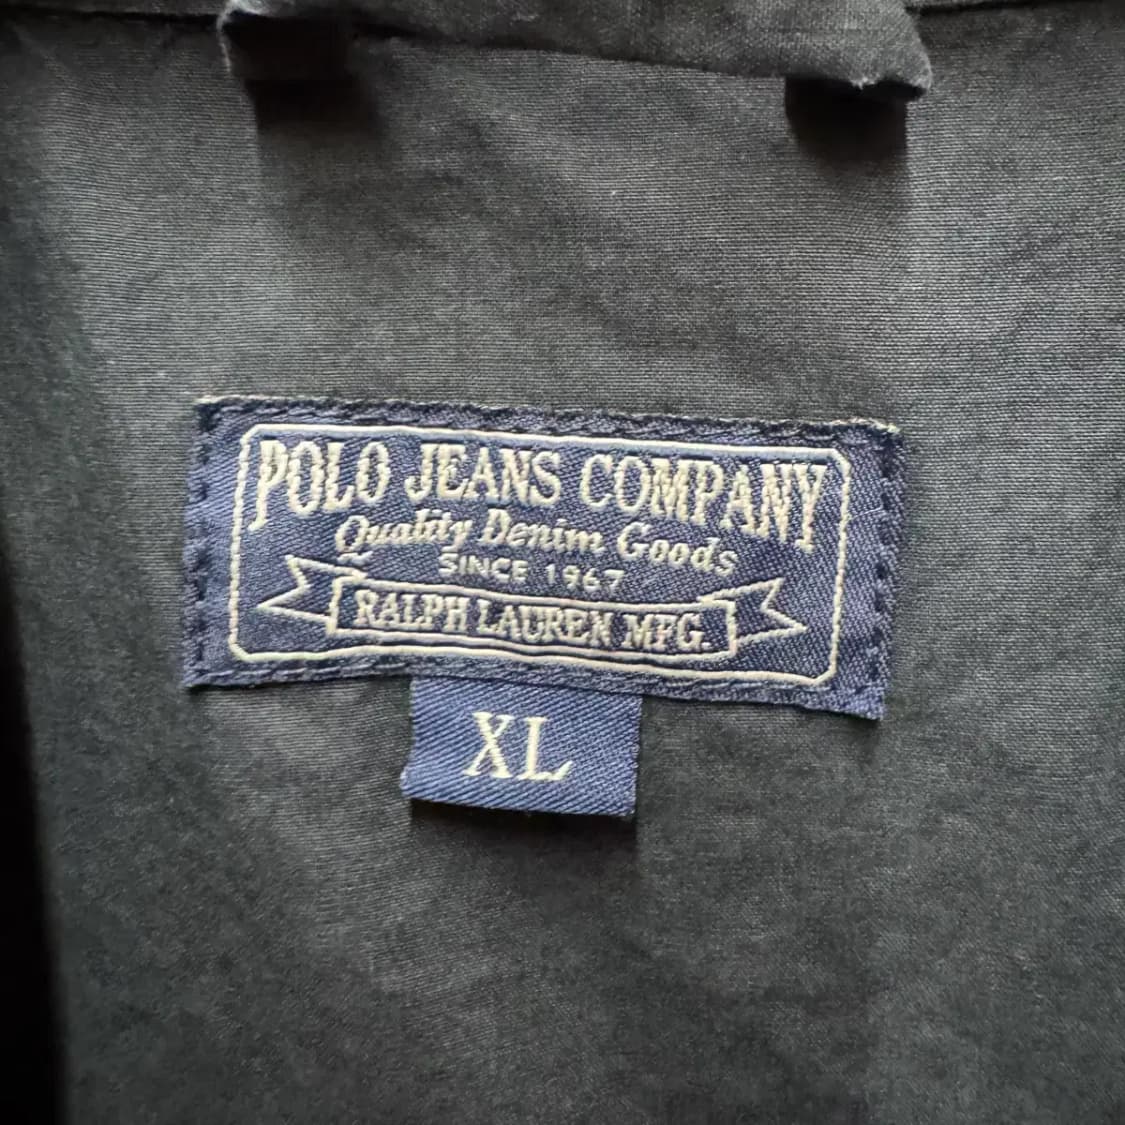 POLO JEANS COMPANY
Quality Denim Goods
SINCE 1967
RALPH LAUREN MFG.
XL